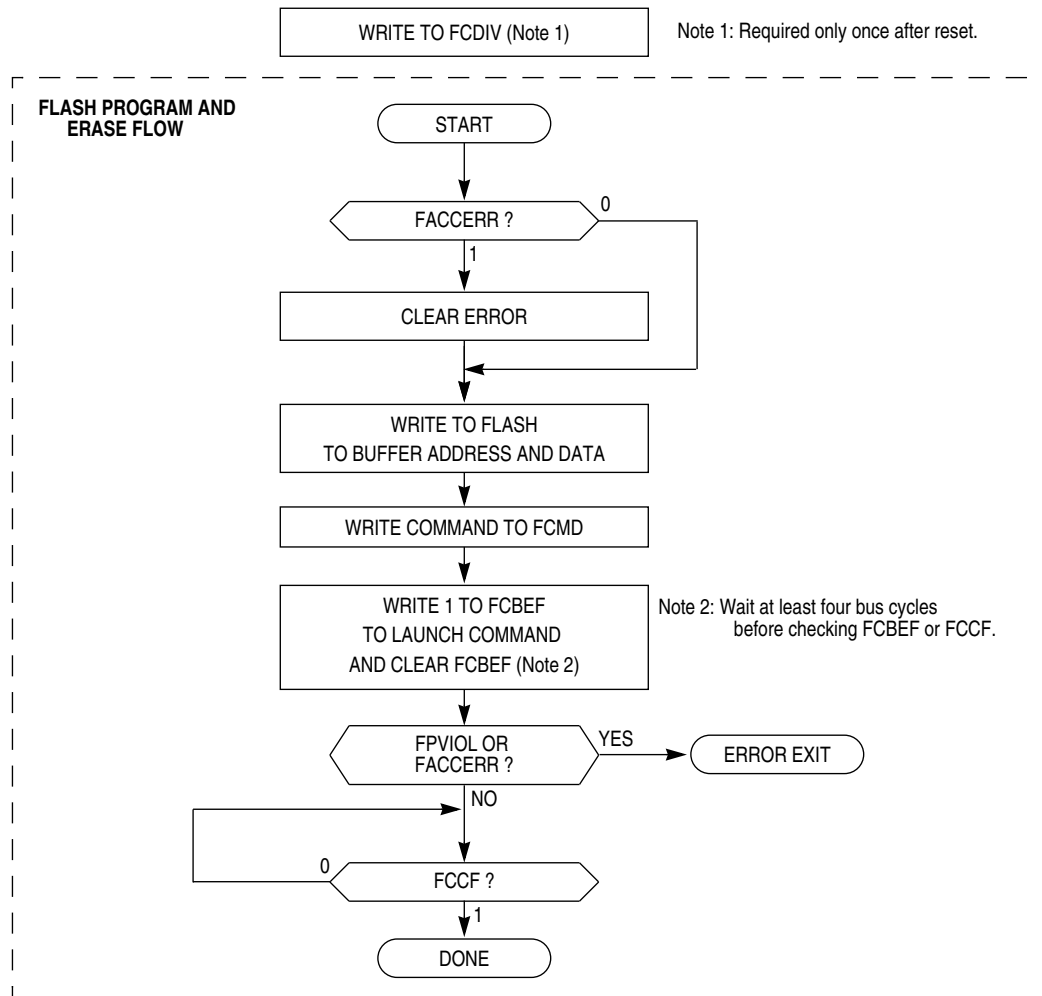 WRITE TO FCDIV (Note 1)
Note 1: Required only once after reset.
FLASH PROGRAM AND
ERASE FLOW
START
FACCERR ?
0
1
CLEAR ERROR
WRITE TO FLASH
TO BUFFER ADDRESS AND DATA
WRITE COMMAND TO FCMD
WRITE 1 TO FCBEF
TO LAUNCH COMMAND
AND CLEAR FCBEF (Note 2)
Note 2: Wait at least four bus cycles
before checking FCBEF or FCCF.
FPVIOL OR
FACCERR ?
YES
ERROR EXIT
NO
0
FCCF ?
1
DONE